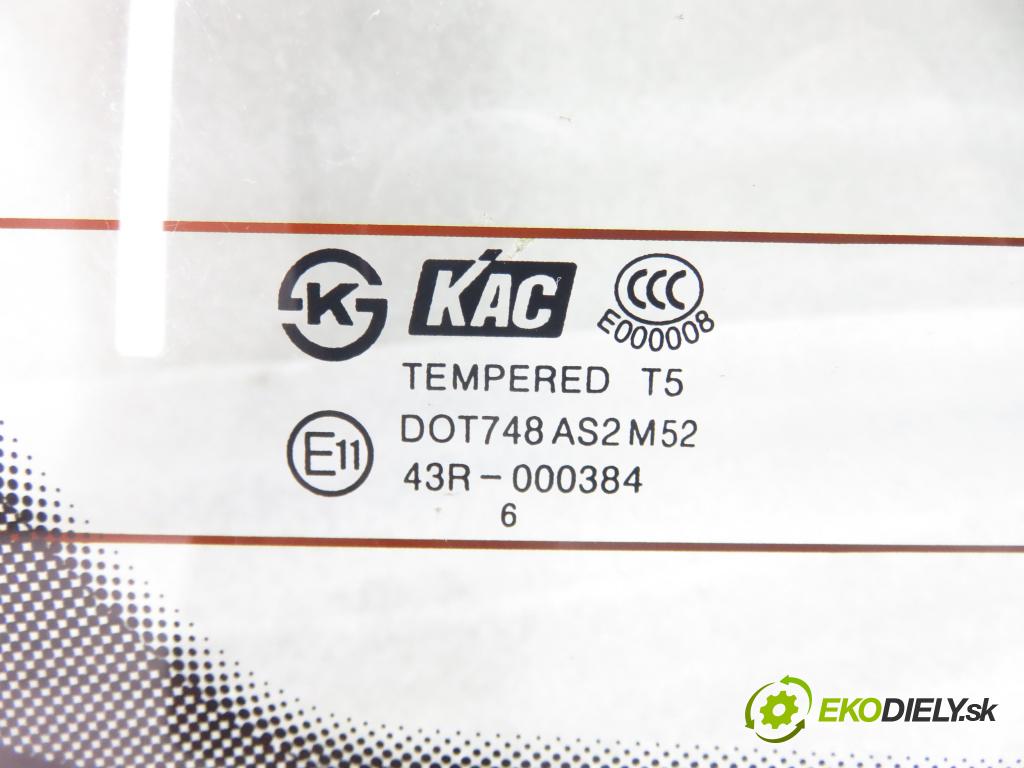 K KAC CCC
E000008
TEMPERED T5
E11 DOT748 AS2 M52
43R-000384
6
EKODIELY.sk